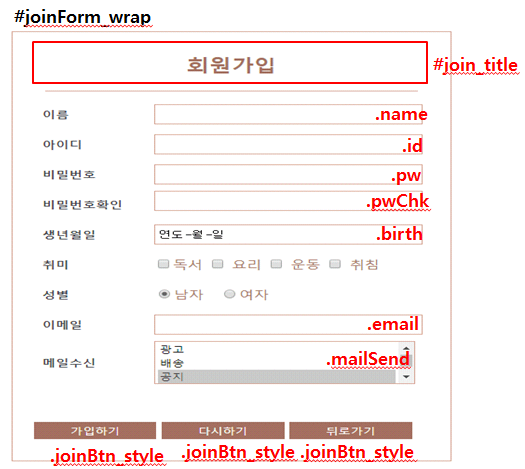 #joinForm_wrap
회원가입 #join_title
이름 .name
아이디 .id
비밀번호 .pw
비밀번호확인 .pwChk
생년월일 연도-월-일 .birth
취미 독서 요리 운동 취침
성별 남자 여자
이메일 .email
메일수신 광고
배송
공지 .mailSend
가입하기 다시하기 뒤로가기
.joinBtn_style .joinBtn_style .joinBtn_style